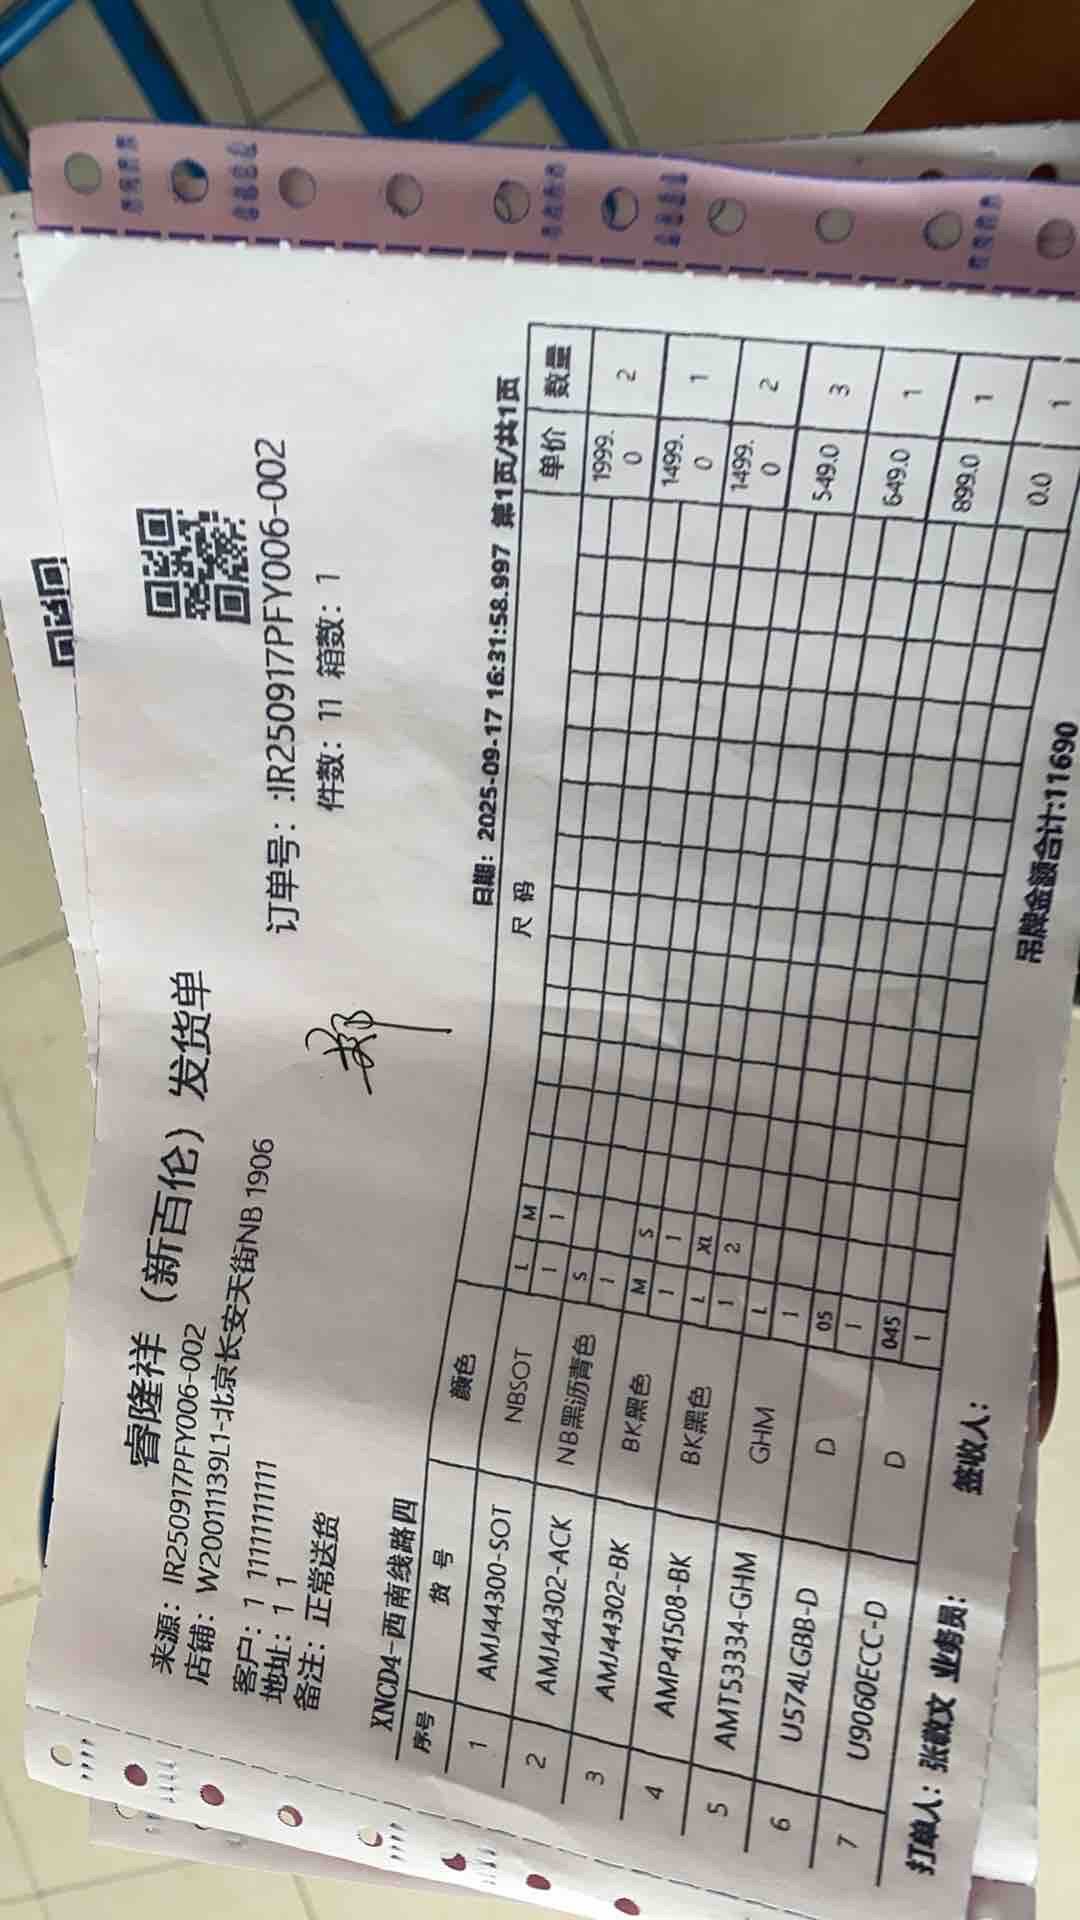 睿隆祥（新百伦）发货单
来源：IR250917PFY006-002
店铺：W20011139L1-北京长安天街NB 1906
订单号：:IR250917PFY006-002
客户：1 11111111111
件数：11 箱数：1
地址：1 1
备注：正常送货
郑
XNCD4-西南线路四
日期：2025-09-17 16:31:58.997 第1页/共1页
序号 货号 颜色 尺码 单价 数量
1 AMJ44300-SOT NBSOT L M 1999.0 2
1 1
2 AMJ44302-ACK NB黑沥青色 S 1499.0 1
1
3 AMJ44302-BK BK黑色 M S 1499.0 2
1 1
4 AMP41508-BK BK黑色 L XL 549.0 3
1 2
5 AMT53334-GHM GHM L 649.0 1
1
6 U574LGBB-D D 05 899.0 1
1
7 U9060ECC-D D 045 0.0 1
1
吊牌金额合计:11690
打单人：张敬文 业务员： 签收人：